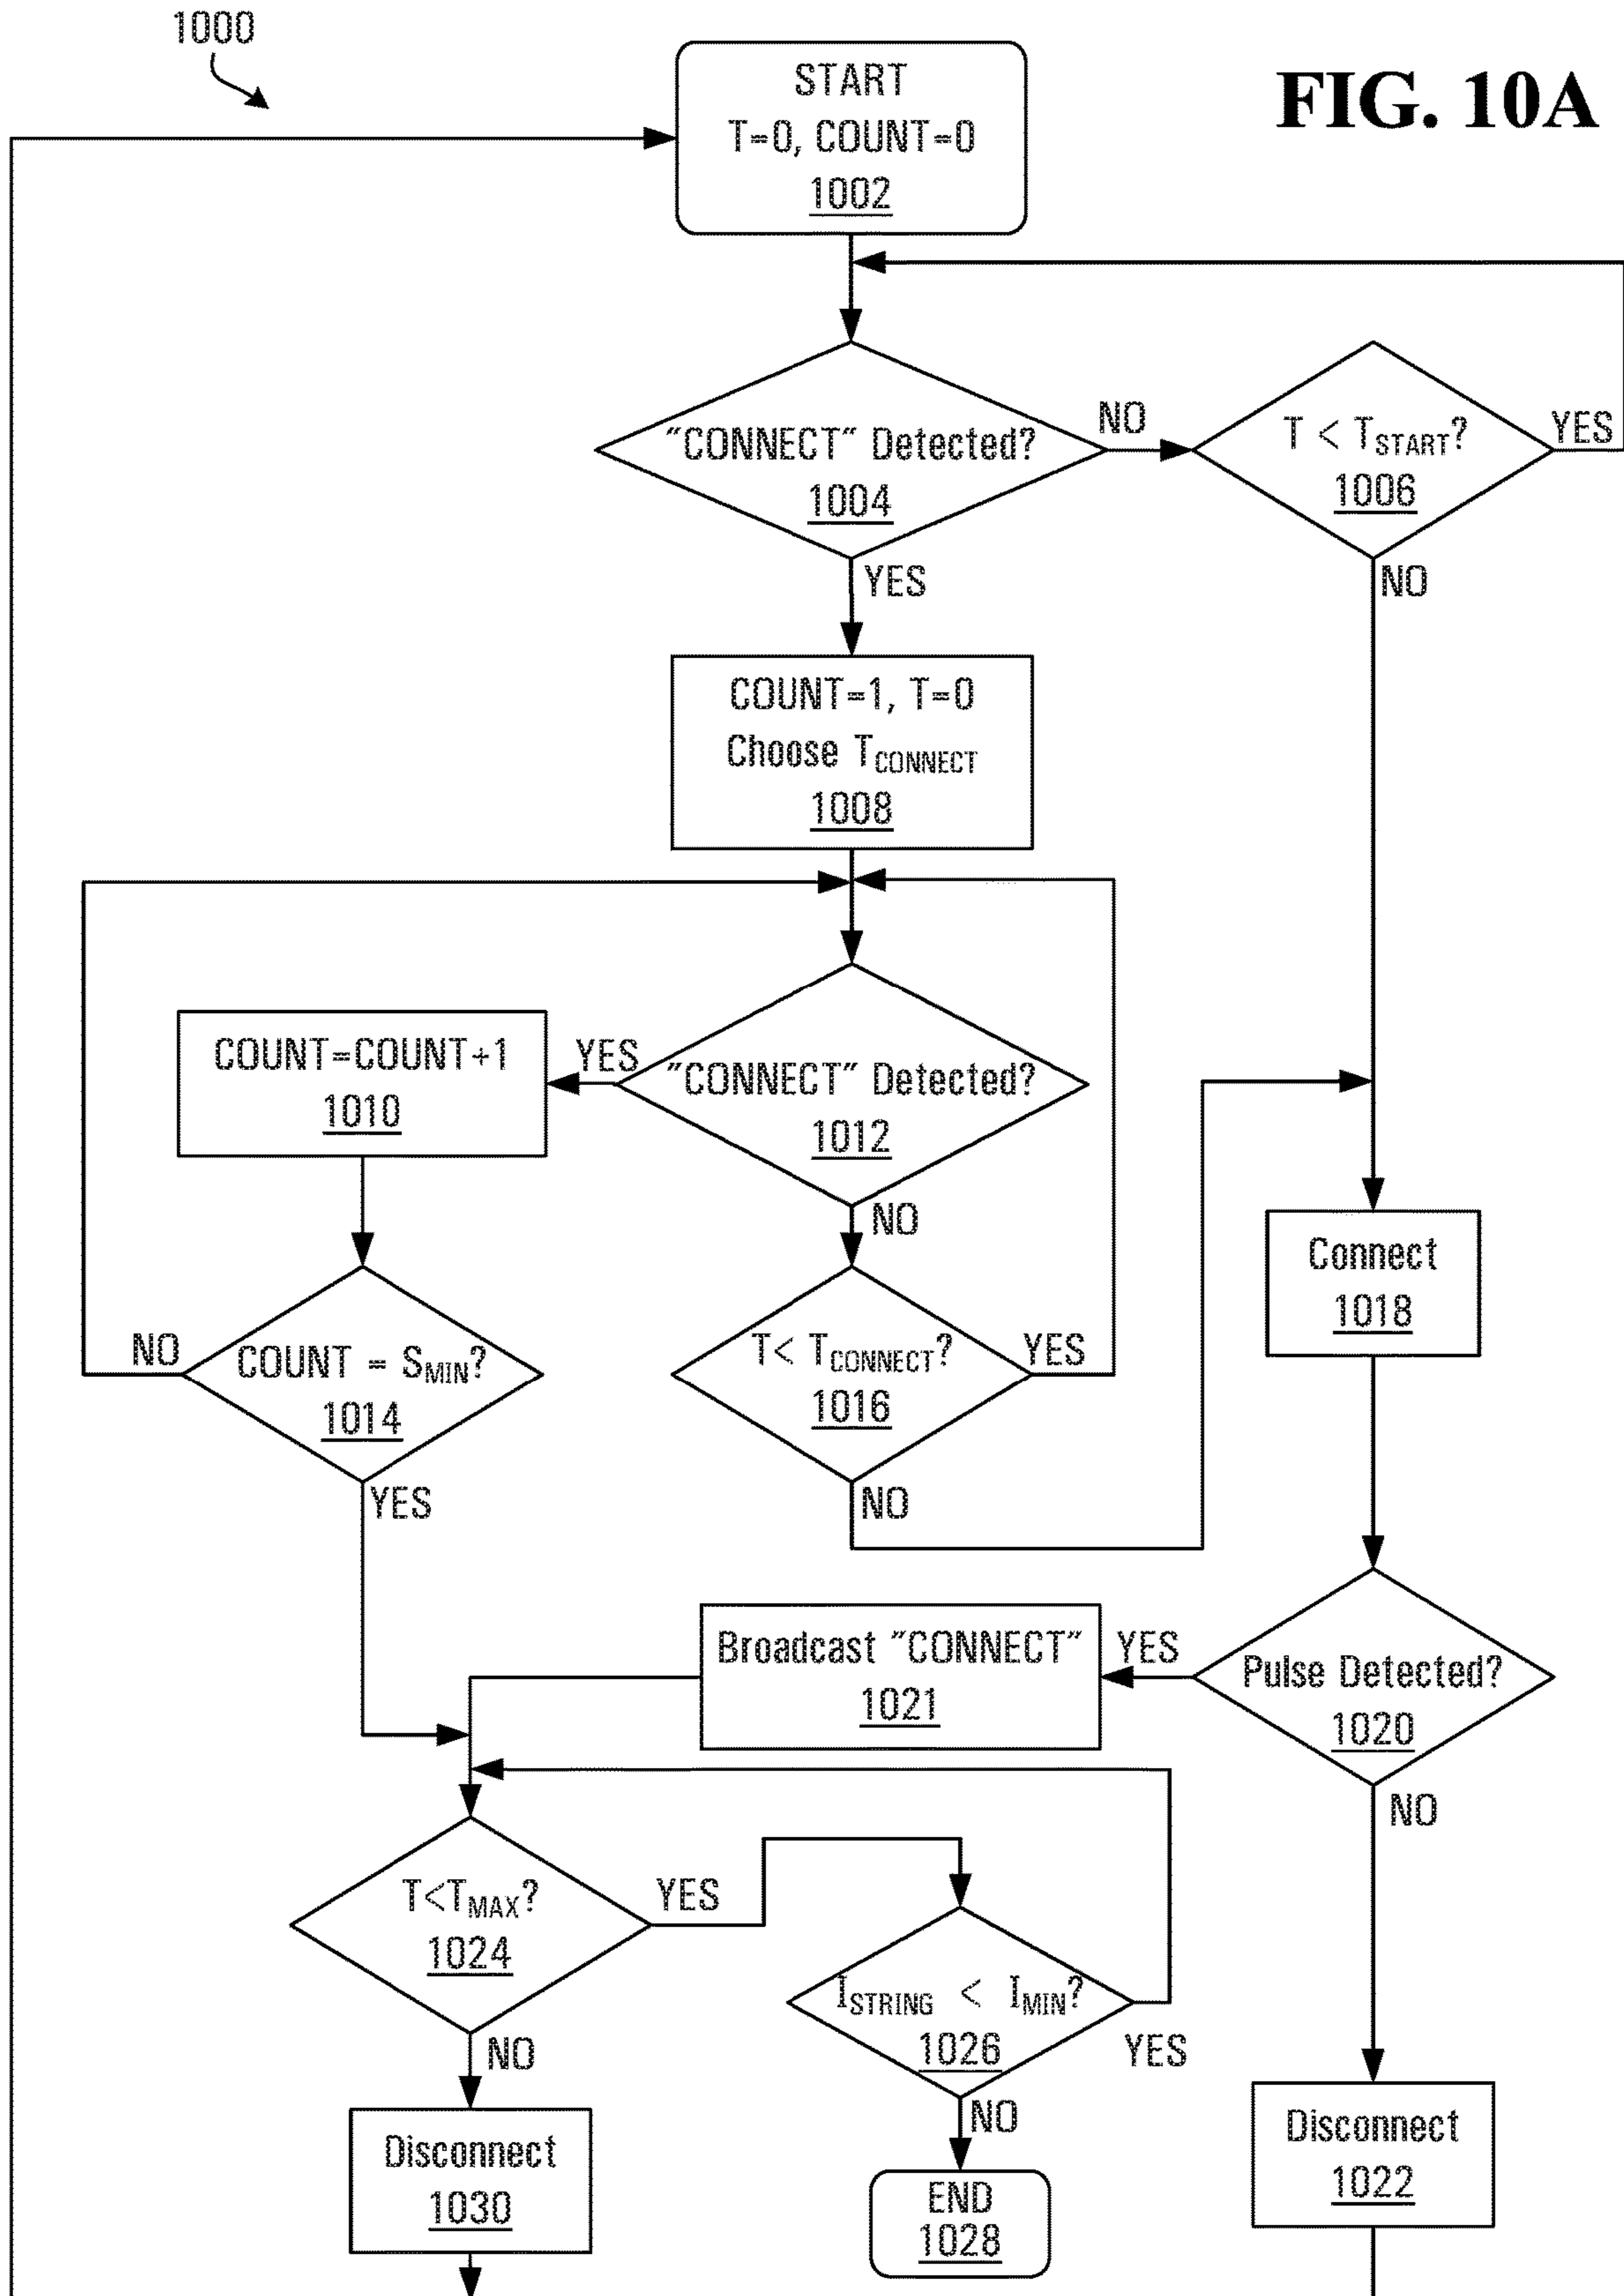 1000
FIG. 10A
START
T=0, COUNT=0
1002
"CONNECT" Detected?
1004
NO
T < TSTART?
1006
YES
YES
NO
COUNT=1, T=0
Choose TCONNECT
1008
COUNT=COUNT+1
1010
YES
"CONNECT" Detected?
1012
NO
Connect
1018
NO
COUNT = SMIN?
1014
YES
T< TCONNECT?
1016
YES
NO
Broadcast "CONNECT"
1021
YES
Pulse Detected?
1020
NO
T<TMAX?
1024
YES
NO
ISTRING < IMIN?
1026
YES
NO
Disconnect
1030
END
1028
Disconnect
1022